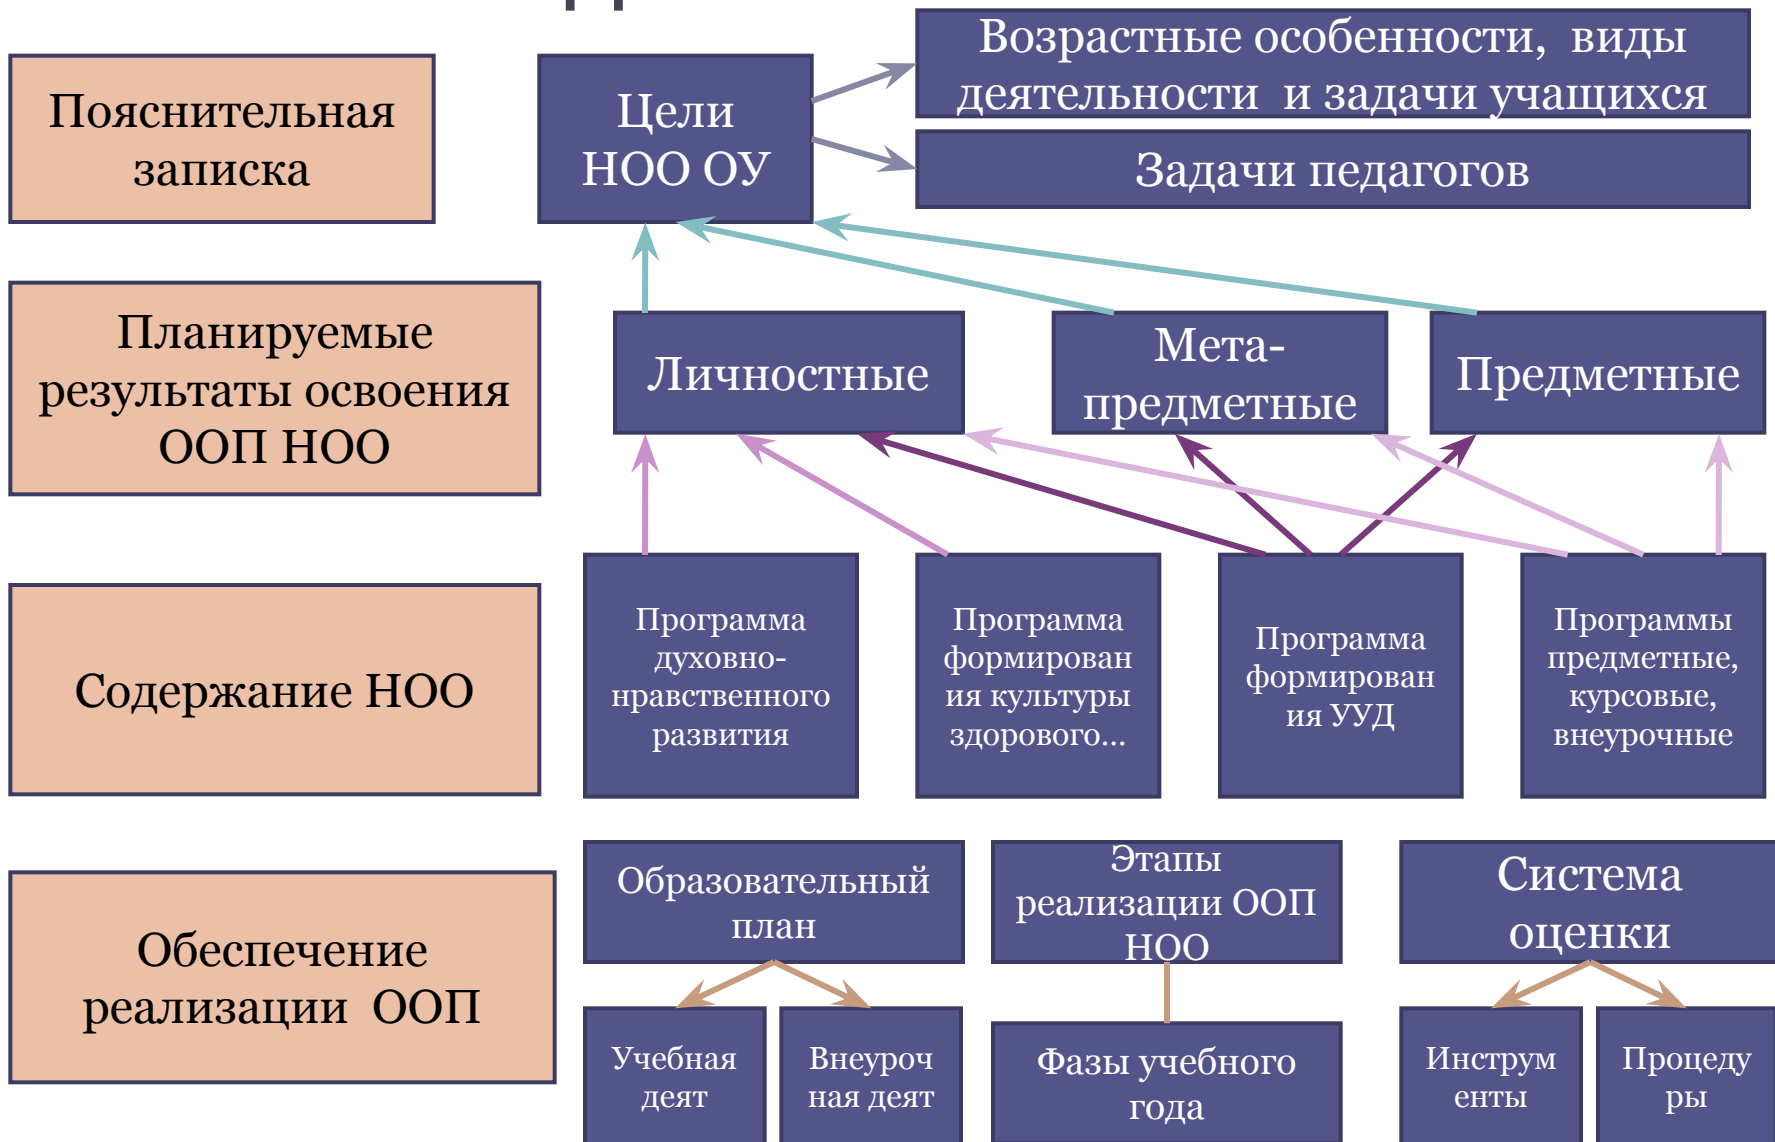 Пояснительная
записка
Цели
НОО ОУ
Возрастные особенности, виды
деятельности и задачи учащихся
Задачи педагогов
Планируемые
результаты освоения
ООП НОО
Личностные
Мета-
предметные
Предметные
Содержание НОО
Программа
духовно-
нравственного
развития
Программа
формирован
ия культуры
здорового...
Программа
формирован
ия УУД
Программы
предметные,
курсовые,
внеурочные
Обеспечение
реализации ООП
Образовательный
план
Этапы
реализации ООП
НОО
Система
оценки
Учебная
деят
Внеуроч
ная деят
Фазы учебного
года
Инструм
енты
Процеду
ры